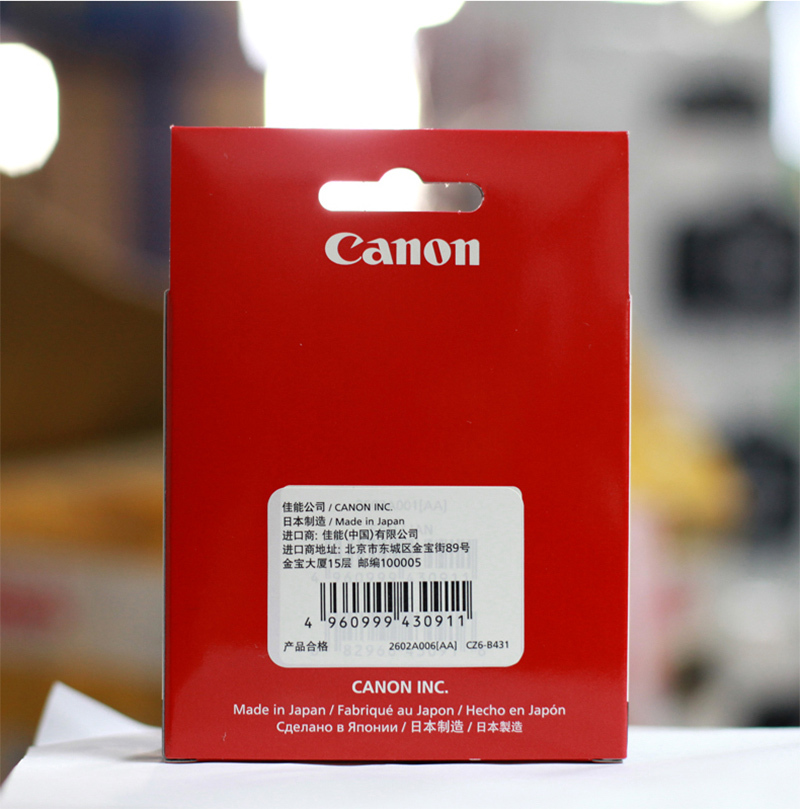 Canon
佳能公司 / CANON INC.
日本制造 / Made in Japan
进口商: 佳能(中国)有限公司
进口商地址: 北京市东城区金宝街89号
金宝大厦15层 邮编100005
4 960999 430911
产品合格 2602A006[AA] CZ6-B431
CANON INC.
Made in Japan / Fabriqué au Japon / Hecho en Japón
Сделано в Японии / 日本制造 / 日本製造